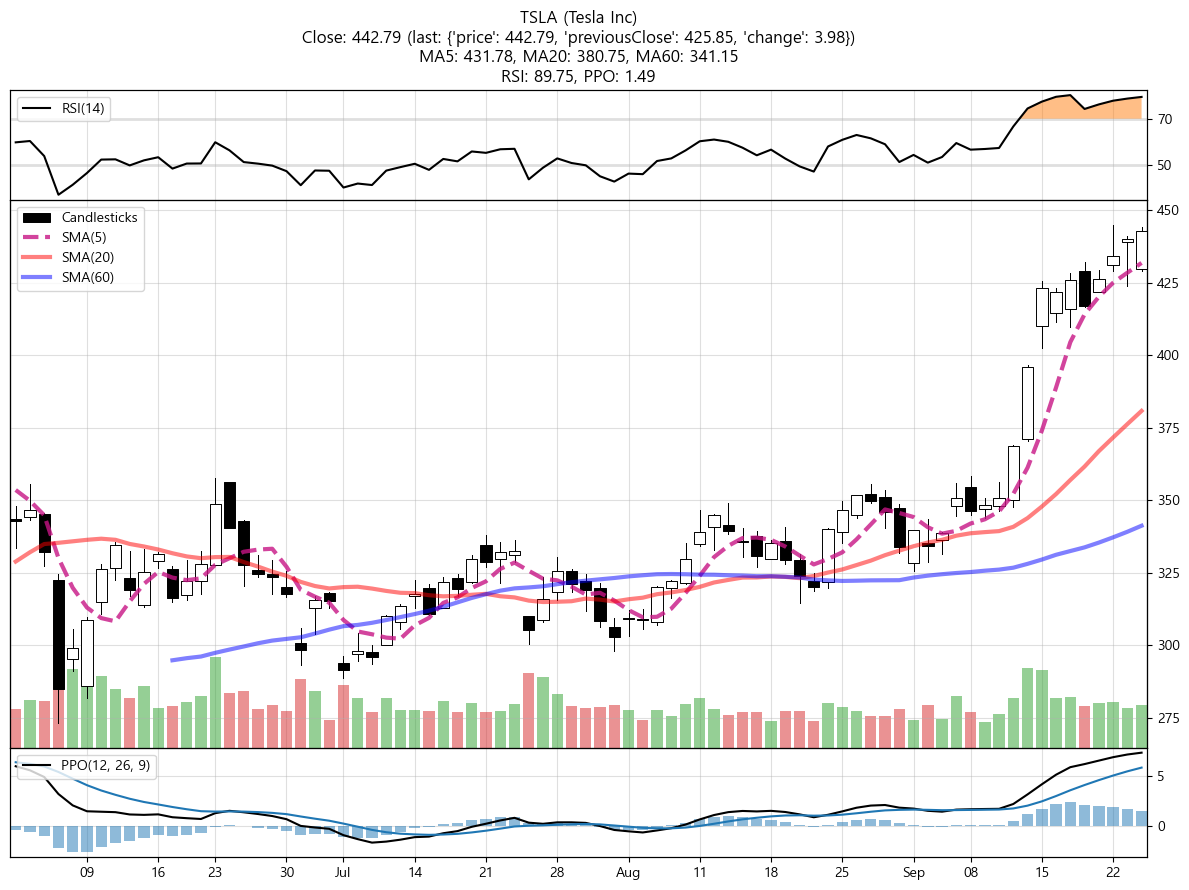 TSLA (Tesla Inc)
Close: 442.79 (last: {'price': 442.79, 'previousClose': 425.85, 'change': 3.98})
MA5: 431.78, MA20: 380.75, MA60: 341.15
RSI: 89.75, PPO: 1.49
RSI(14)
70
50
Candlesticks
SMA(5)
SMA(20)
SMA(60)
450
425
400
375
350
325
300
275
PPO(12, 26, 9)
5
0
09 16 23 30 Jul 14 21 28 Aug 11 18 25 Sep 08 15 22